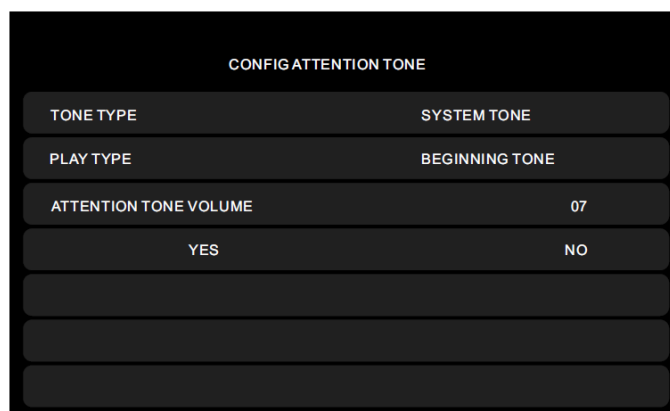 CONFIG ATTENTION TONE
TONE TYPE SYSTEM TONE
PLAY TYPE BEGINNING TONE
ATTENTION TONE VOLUME 07
YES NO